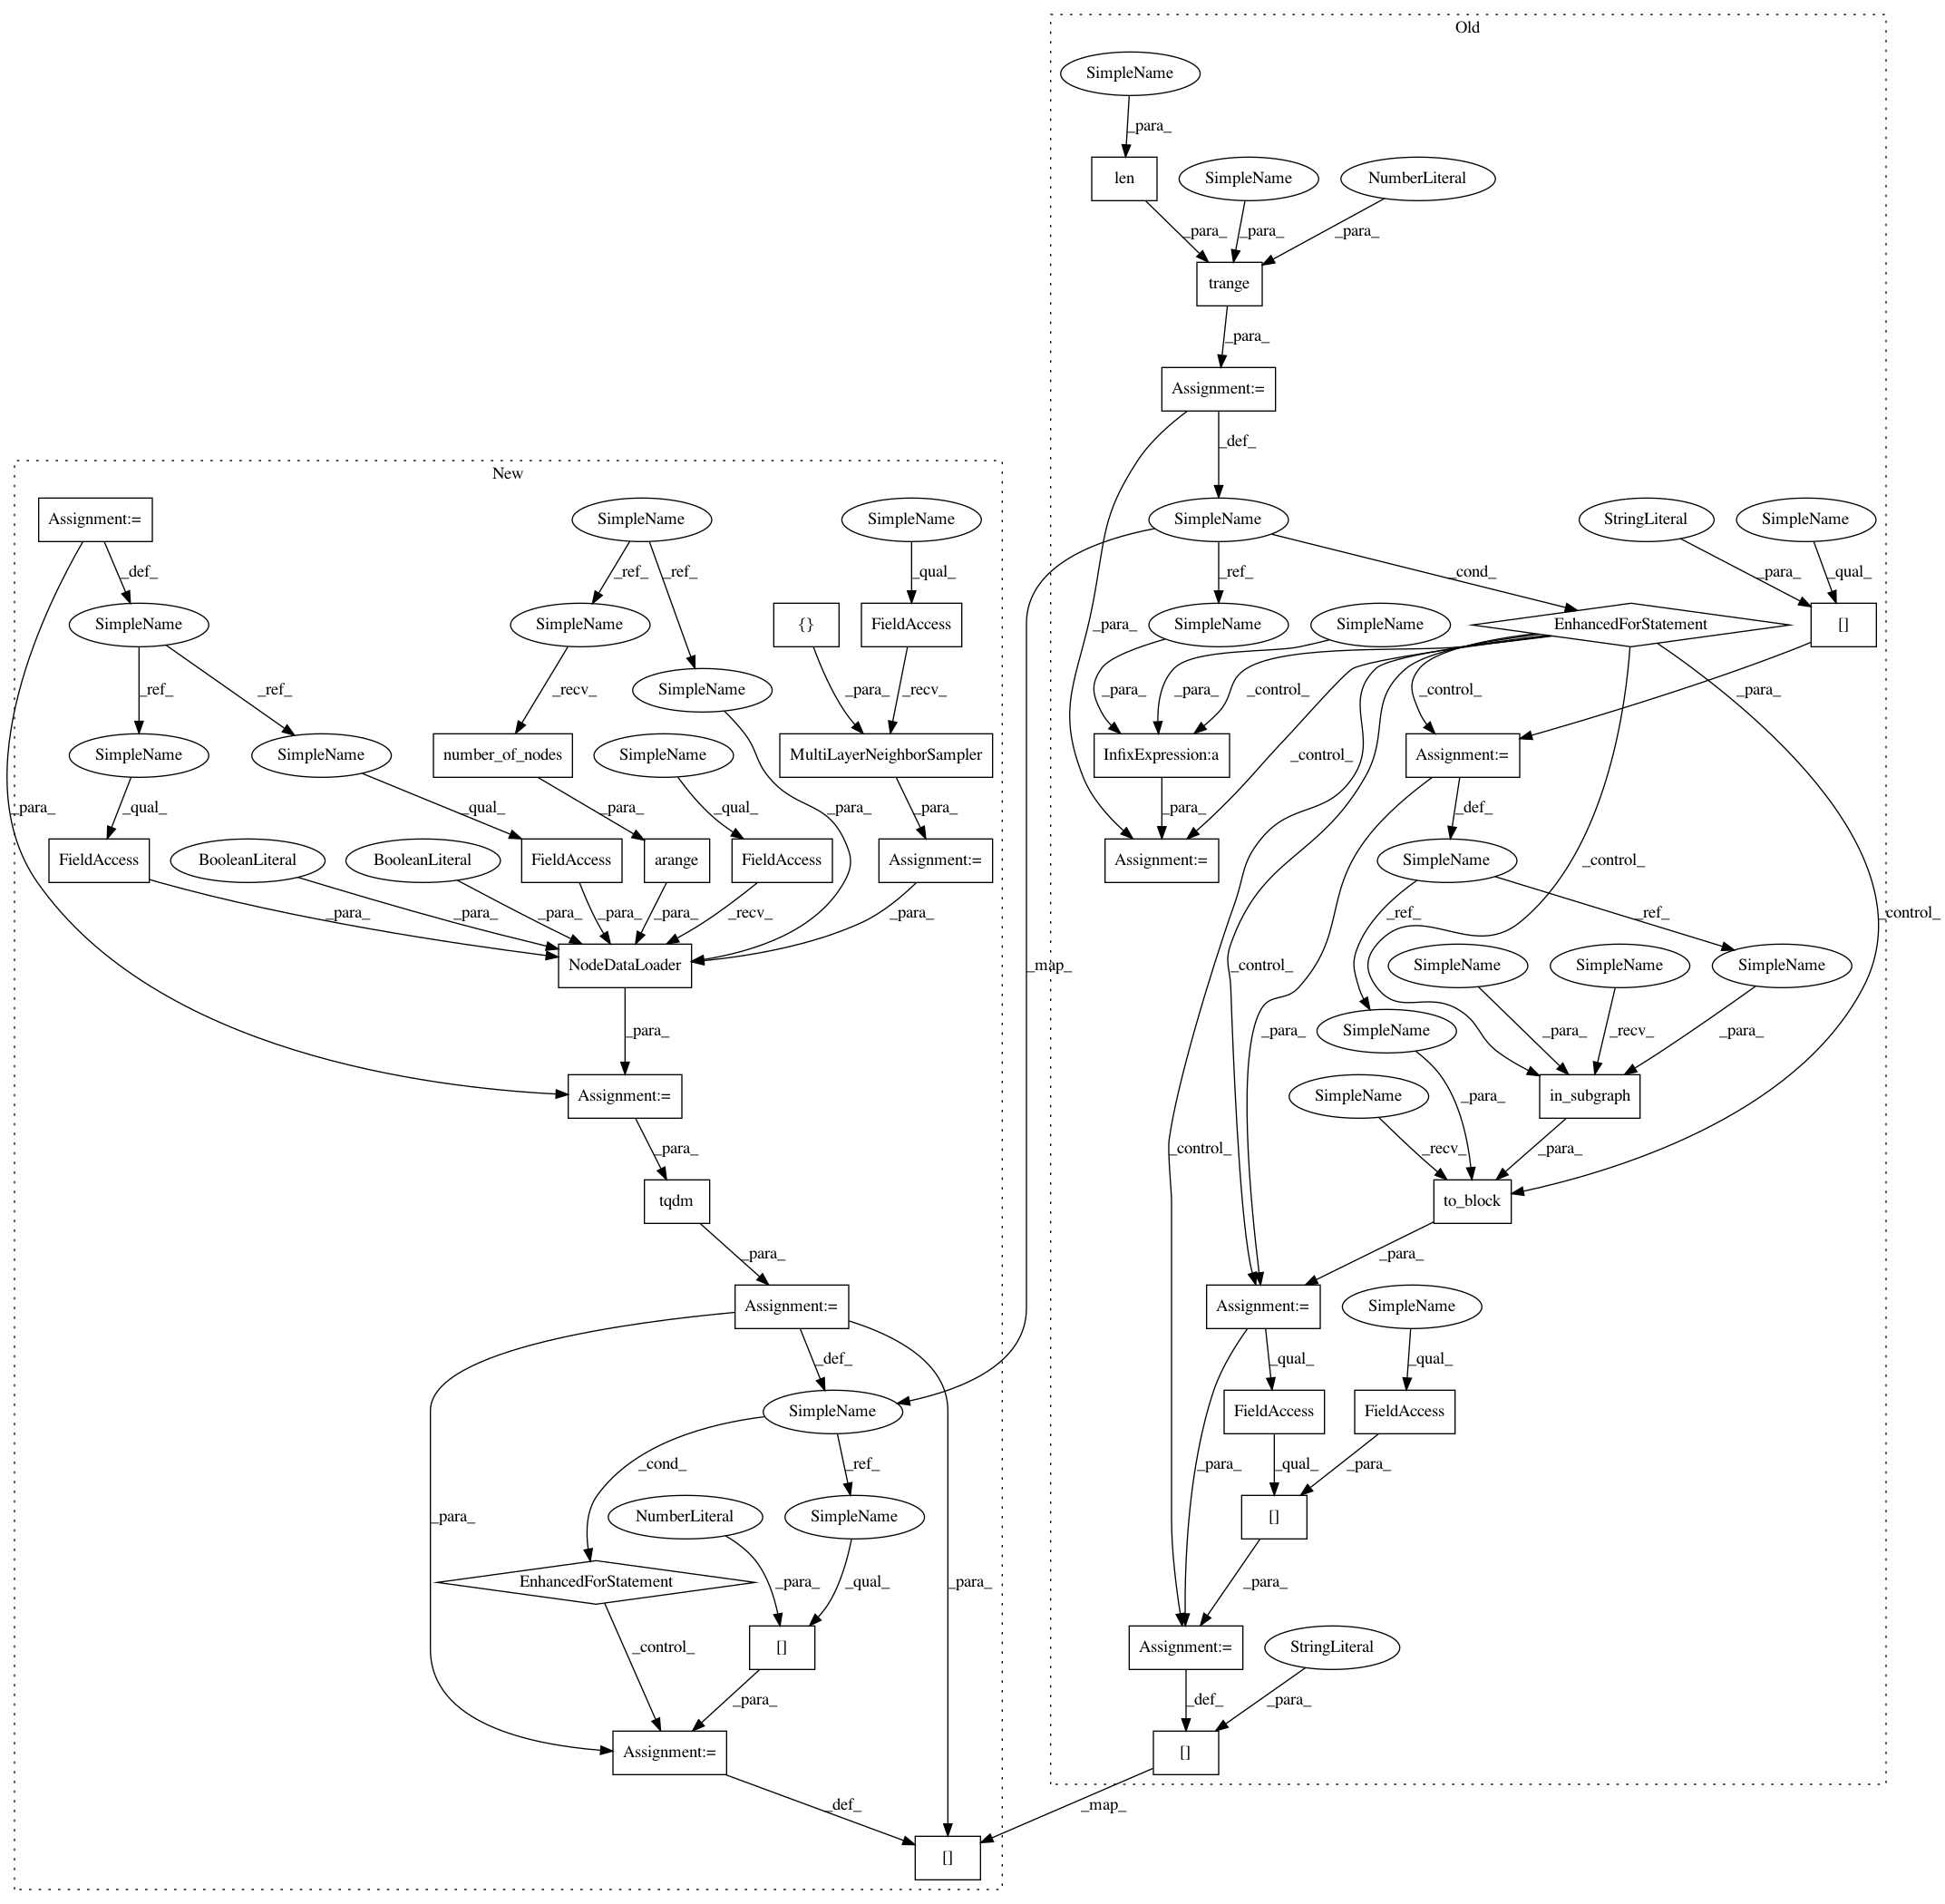 Old
SimpleName
_para_
len
SimpleName
NumberLiteral
_para_
_para_
_para_
trange
_para_
Assignment:=
_def_
New
Assignment:=
SimpleName
SimpleName
SimpleName
StringLiteral
SimpleName
_def_
_ref_
_ref_
_qual_
_ref_
_cond_
_para_
_qual_
SimpleName
SimpleName
{}
FieldAccess
_para_
SimpleName
SimpleName
EnhancedForStatement
[]
_ref_
_ref_
_recv_
SimpleName
_para_
_recv_
_para_
_para_
_control_
_control_
_para_
SimpleName
SimpleName
number_of_nodes
SimpleName
MultiLayerNeighborSampler
InfixExpression:a
_control_
Assignment:=
_para_
_qual_
_qual_
_para_
_qual_
_para_
_para_
_para_
_def_
FieldAccess
BooleanLiteral
BooleanLiteral
FieldAccess
arange
FieldAccess
Assignment:=
Assignment:=
SimpleName
_control_
_para_
_para_
_para_
_para_
_para_
_recv_
_para_
_ref_
_ref_
_control_
NodeDataLoader
_map_
_control_
SimpleName
SimpleName
SimpleName
_para_
_para_
SimpleName
_para_
_recv_
_para_
Assignment:=
SimpleName
_para_
in_subgraph
_para_
_control_
_recv_
_para_
tqdm
to_block
_para_
_para_
Assignment:=
Assignment:=
SimpleName
_def_
_qual_
_qual_
SimpleName
FieldAccess
FieldAccess
_cond_
_ref_
_para_
_qual_
_para_
_para_
NumberLiteral
SimpleName
[]
EnhancedForStatement
_para_
_qual_
_para_
_para_
_control_
[]
Assignment:=
StringLiteral
_para_
_def_
_para_
Assignment:=
[]
_def_
_map_
[]